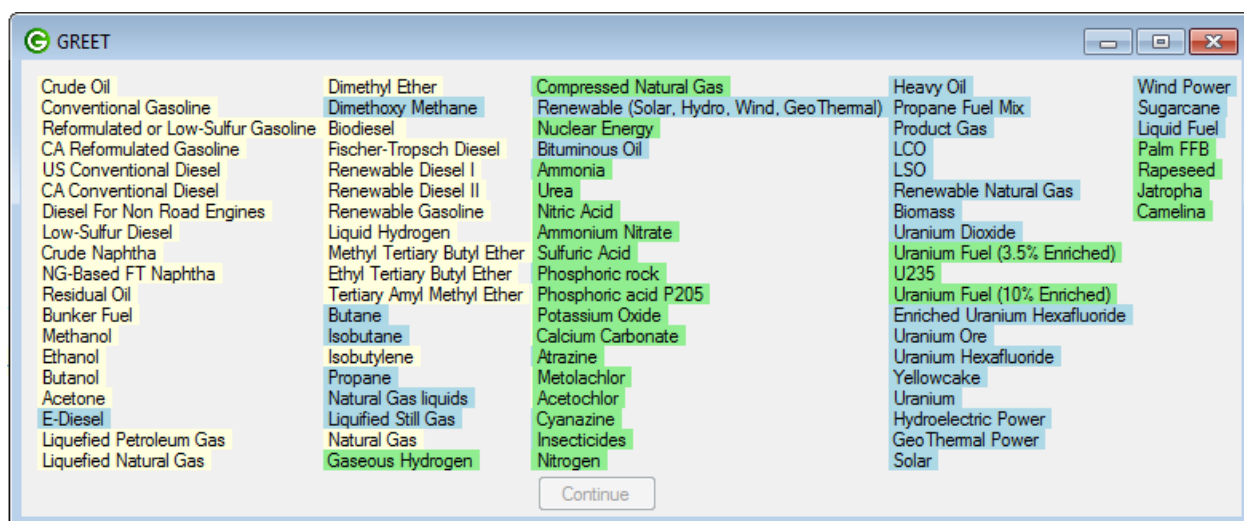 GREET
Crude Oil
Conventional Gasoline
Reformulated or Low-Sulfur Gasoline
CA Reformulated Gasoline
US Conventional Diesel
CA Conventional Diesel
Diesel For Non Road Engines
Low-Sulfur Diesel
Crude Naphtha
NG-Based FT Naphtha
Residual Oil
Bunker Fuel
Methanol
Ethanol
Butanol
Acetone
E-Diesel
Liquefied Petroleum Gas
Liquefied Natural Gas
Dimethyl Ether
Dimethoxy Methane
Biodiesel
Fischer-Tropsch Diesel
Renewable Diesel I
Renewable Diesel II
Renewable Gasoline
Liquid Hydrogen
Methyl Tertiary Butyl Ether
Ethyl Tertiary Butyl Ether
Tertiary Amyl Methyl Ether
Butane
Isobutane
Isobutylene
Propane
Natural Gas liquids
Liquified Still Gas
Natural Gas
Gaseous Hydrogen
Compressed Natural Gas
Renewable (Solar, Hydro, Wind, GeoThermal)
Nuclear Energy
Bituminous Oil
Ammonia
Urea
Nitric Acid
Ammonium Nitrate
Sulfuric Acid
Phosphoric rock
Phosphoric acid P205
Potassium Oxide
Calcium Carbonate
Atrazine
Metolachlor
Acetochlor
Cyanazine
Insecticides
Nitrogen
Heavy Oil
Propane Fuel Mix
Product Gas
LCO
LSO
Renewable Natural Gas
Biomass
Uranium Dioxide
Uranium Fuel (3.5% Enriched)
U235
Uranium Fuel (10% Enriched)
Enriched Uranium Hexafluoride
Uranium Ore
Uranium Hexafluoride
Yellowcake
Uranium
Hydroelectric Power
GeoThermal Power
Solar
Wind Power
Sugarcane
Liquid Fuel
Palm FFB
Rapeseed
Jatropha
Camelina
Continue